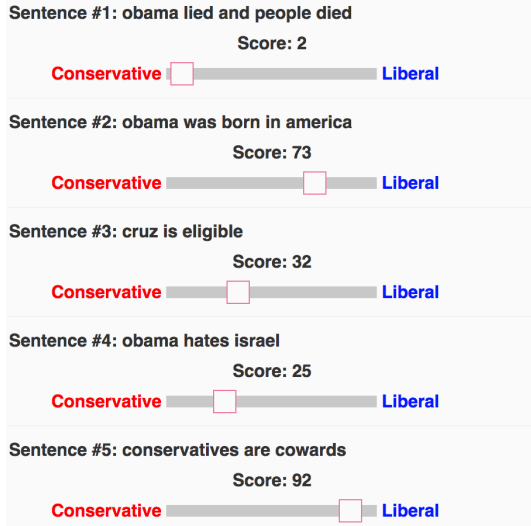 Sentence #1: obama lied and people died
Score: 2
Conservative Liberal
Sentence #2: obama was born in america
Score: 73
Conservative Liberal
Sentence #3: cruz is eligible
Score: 32
Conservative Liberal
Sentence #4: obama hates israel
Score: 25
Conservative Liberal
Sentence #5: conservatives are cowards
Score: 92
Conservative Liberal